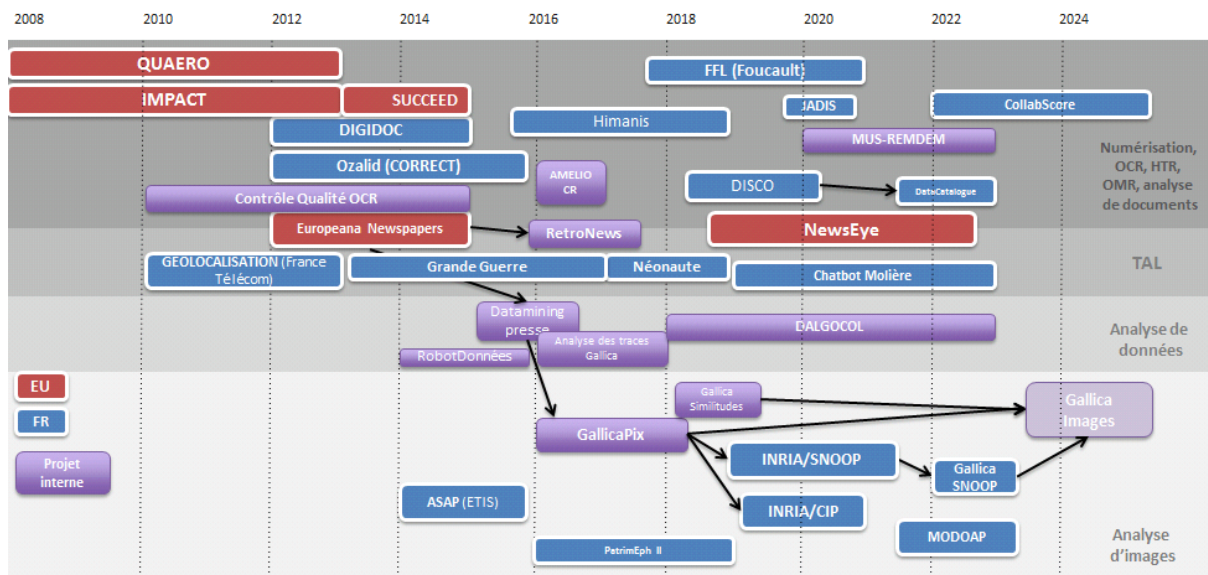 2008 2010 2012 2014 2016 2018 2020 2022 2024
QUAERO
FFL (Foucault)
IMPACT
SUCCEED
JADIS
CollabScore
Himanis
DIGIDOC
MUS-REMDEM
Ozalid (CORRECT)
AMELIO
CR
DISCO
DataCatalogue
Numérisation,
OCR, HTR,
OMR, analyse
de documents
Contrôle Qualité OCR
Europeana Newspapers
RetroNews
NewsEye
GEOLOCALISATION (France
Télécom)
Grande Guerre
Néonaute
Chatbot Molière
TAL
Datamining
presse
DALGOCOL
Analyse des traces
Gallica
RobotDonnées
Analyse de
données
EU
FR
Projet
interne
Gallica
Similitudes
Gallica
Images
GallicaPix
INRIA/SNOOP
Gallica
SNOOP
ASAP (ETIS)
INRIA/CIP
MODOAP
PatrimEph II
Analyse
d'images